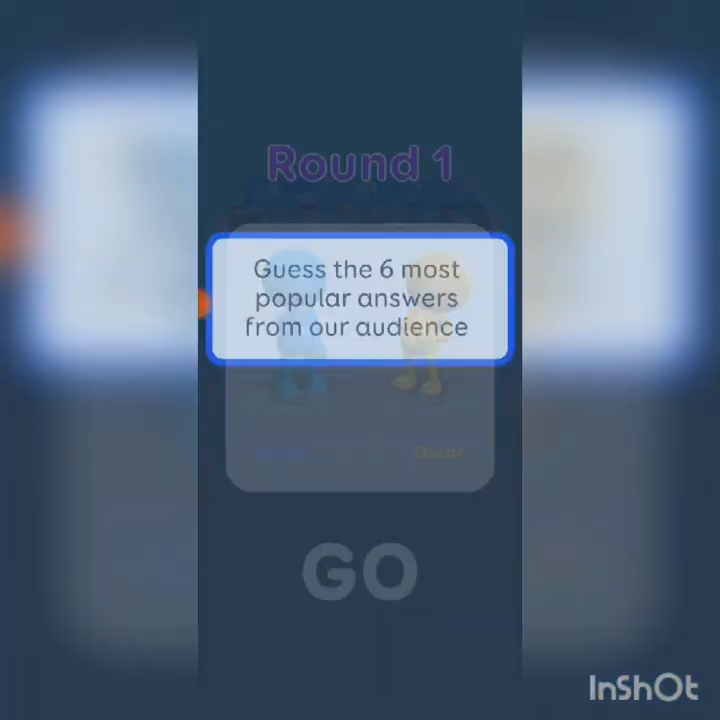 Round 1
Guess the 6 most
popular answers
from our audience
GO
InShOt